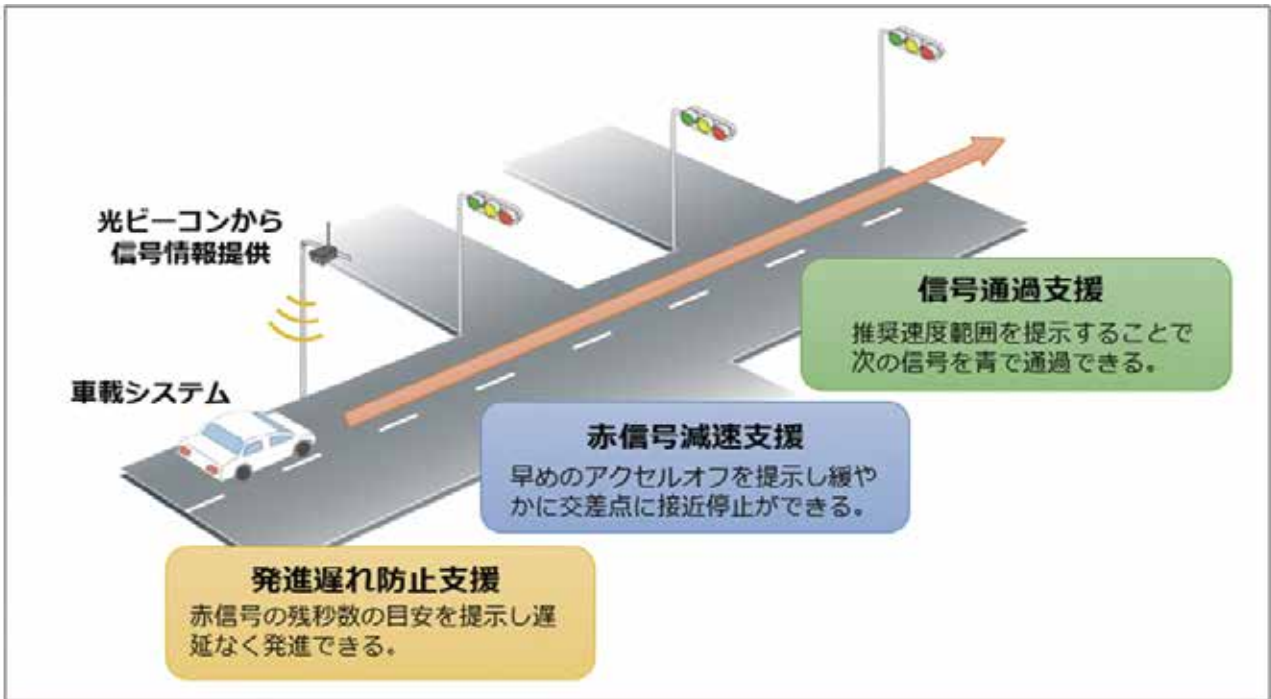 光ビーコンから
信号情報提供
車載システム
信号通過支援
推奨速度範囲を提示することで
次の信号を青で通過できる。
赤信号減速支援
早めのアクセルオフを提示し緩や
かに交差点に接近停止ができる。
発進遅れ防止支援
赤信号の残秒数の目安を提示し遅
延なく発進できる。